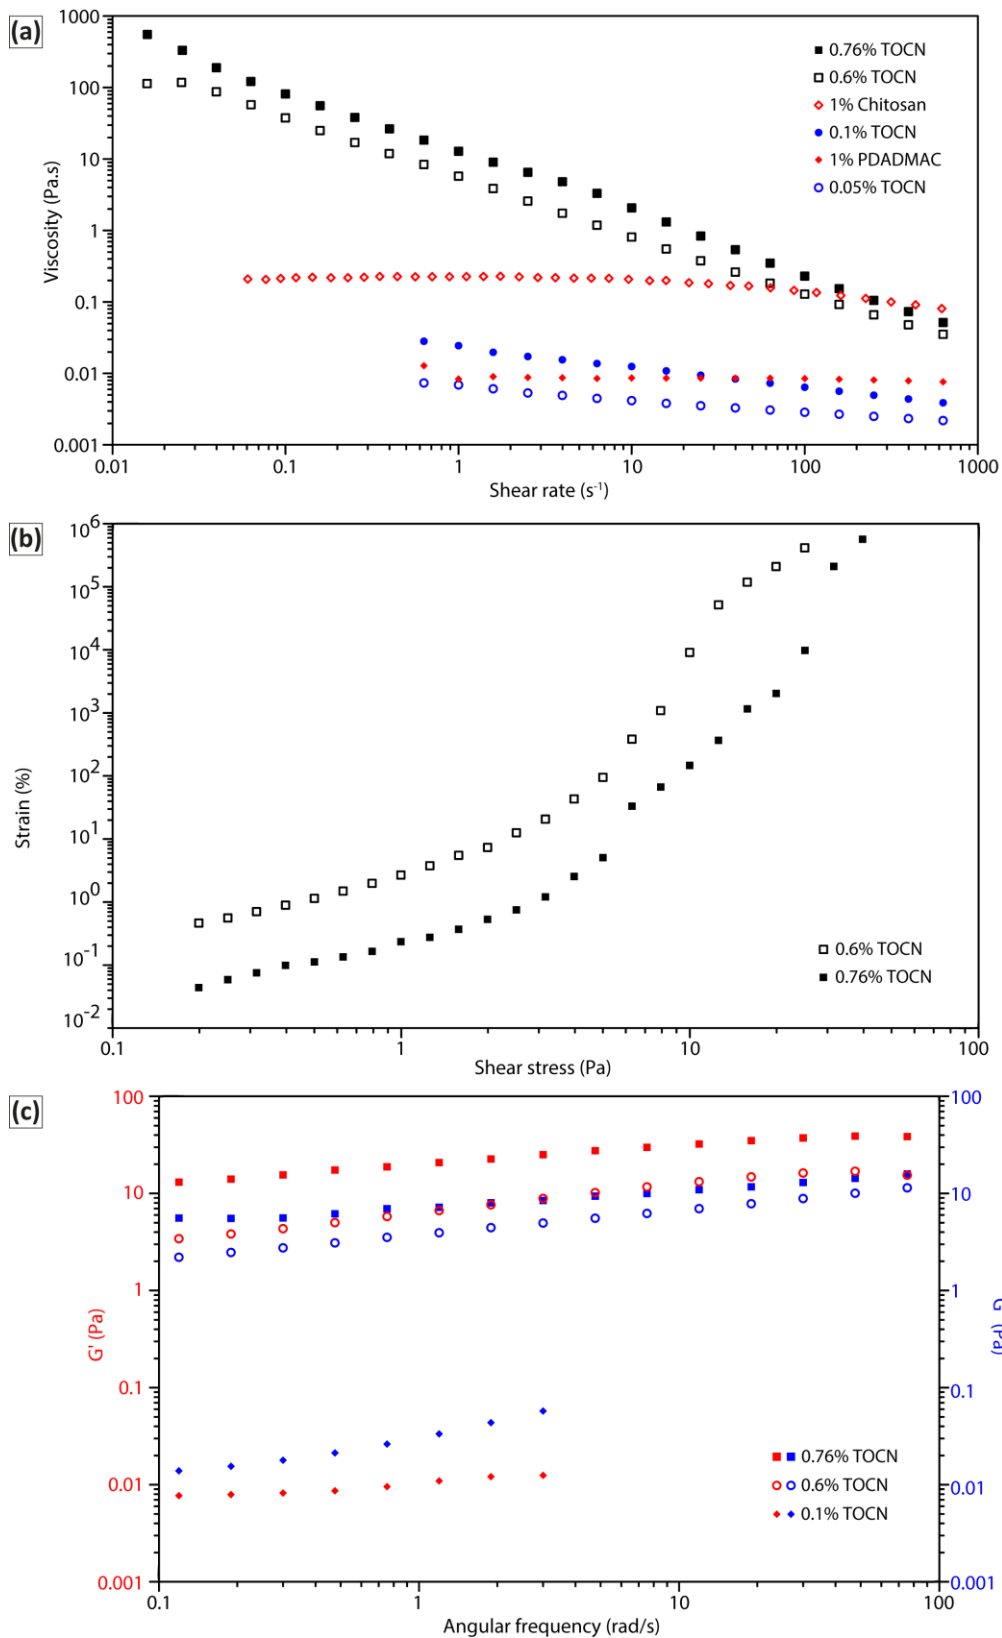 (a)
1000
100
10
1
0.1
0.01
0.001
Viscosity (Pa.s)
0.76% TOCN
0.6% TOCN
1% Chitosan
0.1% TOCN
1% PDADMAC
0.05% TOCN
0.01 0.1 1 10 100 1000
Shear rate (s⁻¹)
(b)
10⁶
10⁵
10⁴
10³
10²
10¹
10⁰
10⁻¹
10⁻²
Strain (%)
0.6% TOCN
0.76% TOCN
0.1 1 10 100
Shear stress (Pa)
(c)
100 100
10 10
1 1
0.1 0.1
0.01 0.01
0.001 0.001
G' (Pa)
(Pa)
0.76% TOCN
0.6% TOCN
0.1% TOCN
0.1 1 10 100
Angular frequency (rad/s)